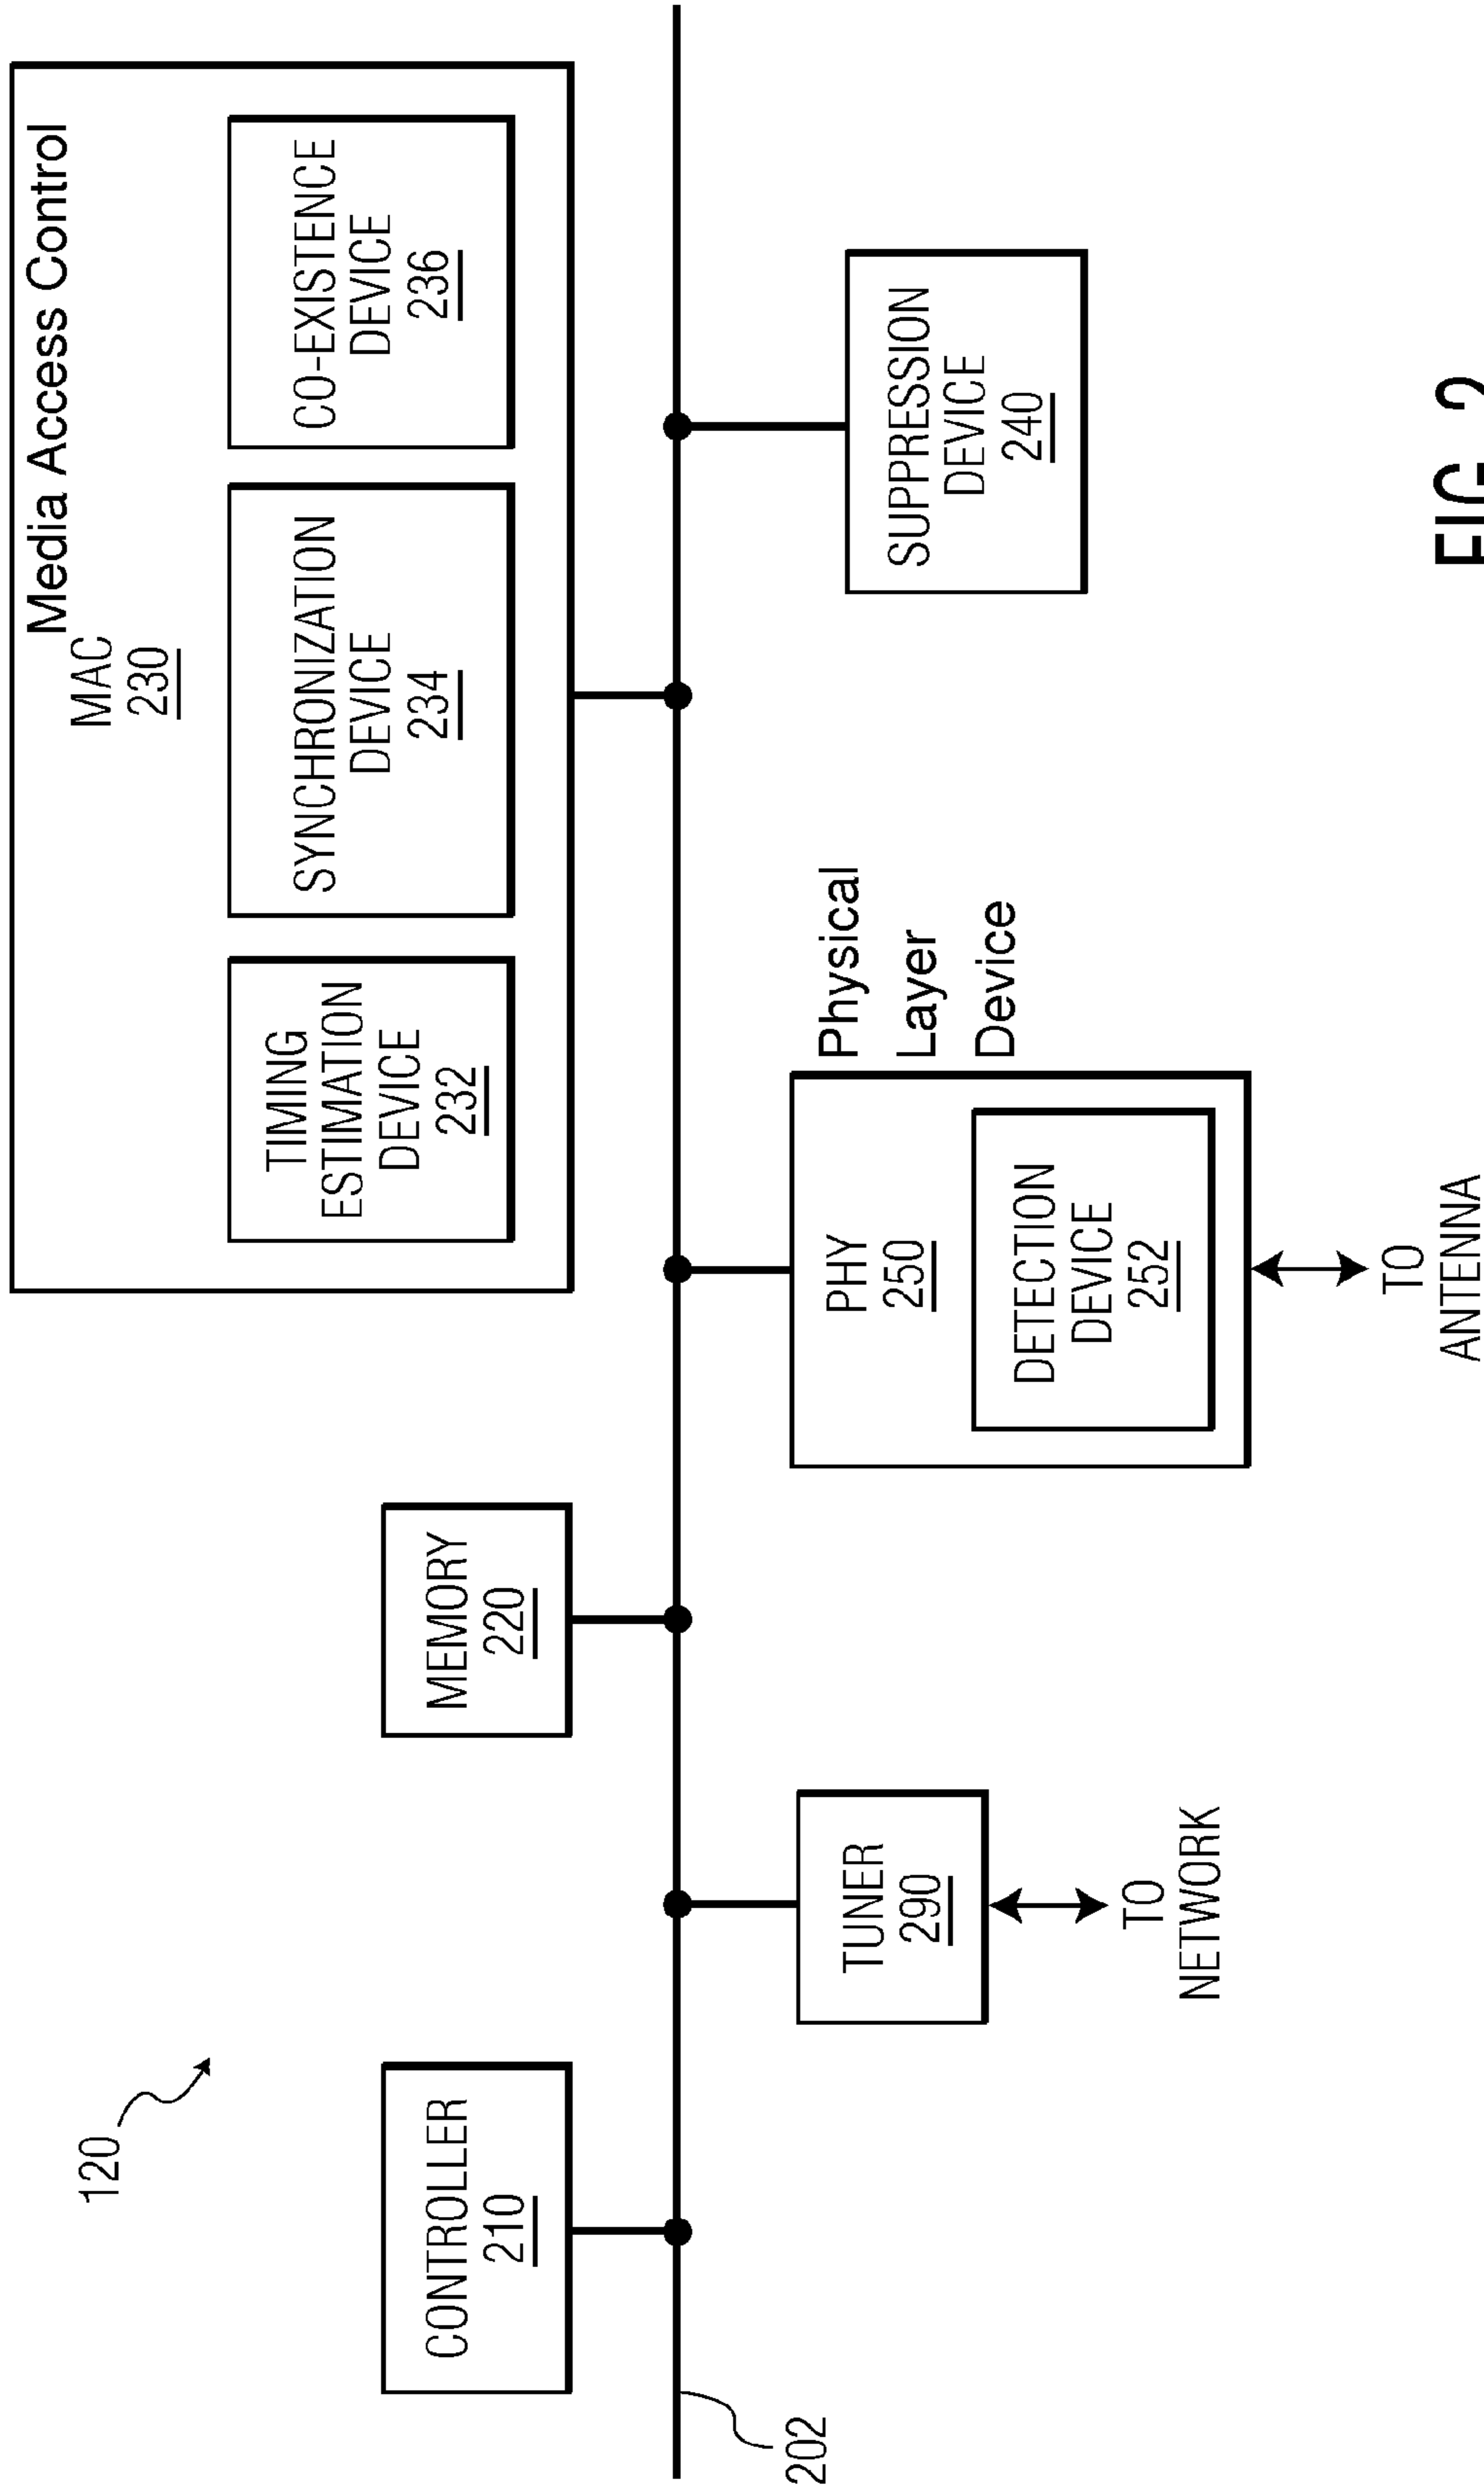 120
Media Access Control
MAC
230
TIMING
ESTIMATION
DEVICE
232
SYNCHRONIZATION
DEVICE
234
CO-EXISTENCE
DEVICE
236
CONTROLLER
210
MEMORY
220
202
TUNER
290
TO
NETWORK
PHY
250
DETECTION
DEVICE
252
Physical
Layer
Device
TO
ANTENNA
SUPPRESSION
DEVICE
240
FIG. 2